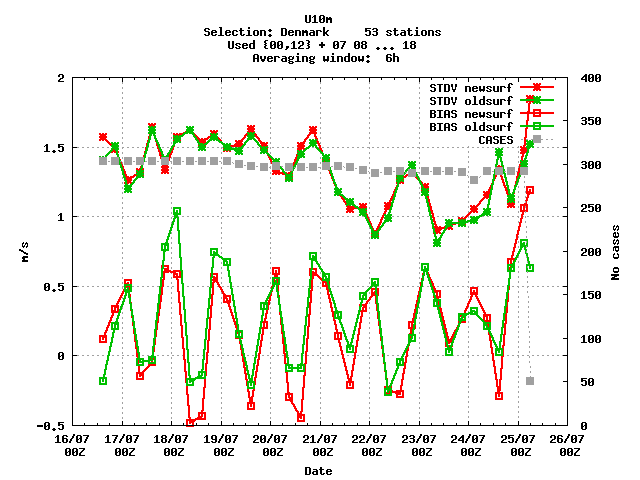 U10m
Selection: Denmark 53 stations
Used {00,12} + 07 08 ... 18
Averaging window: 6h
STDV newsurf
STDV oldsurf
BIAS newsurf
BIAS oldsurf
CASES
2
1.5
1
0.5
0
-0.5
m/s
400
350
300
250
200
150
100
50
0
No cases
16/07 17/07 18/07 19/07 20/07 21/07 22/07 23/07 24/07 25/07 26/07
00Z 00Z 00Z 00Z 00Z 00Z 00Z 00Z 00Z 00Z 00Z
Date